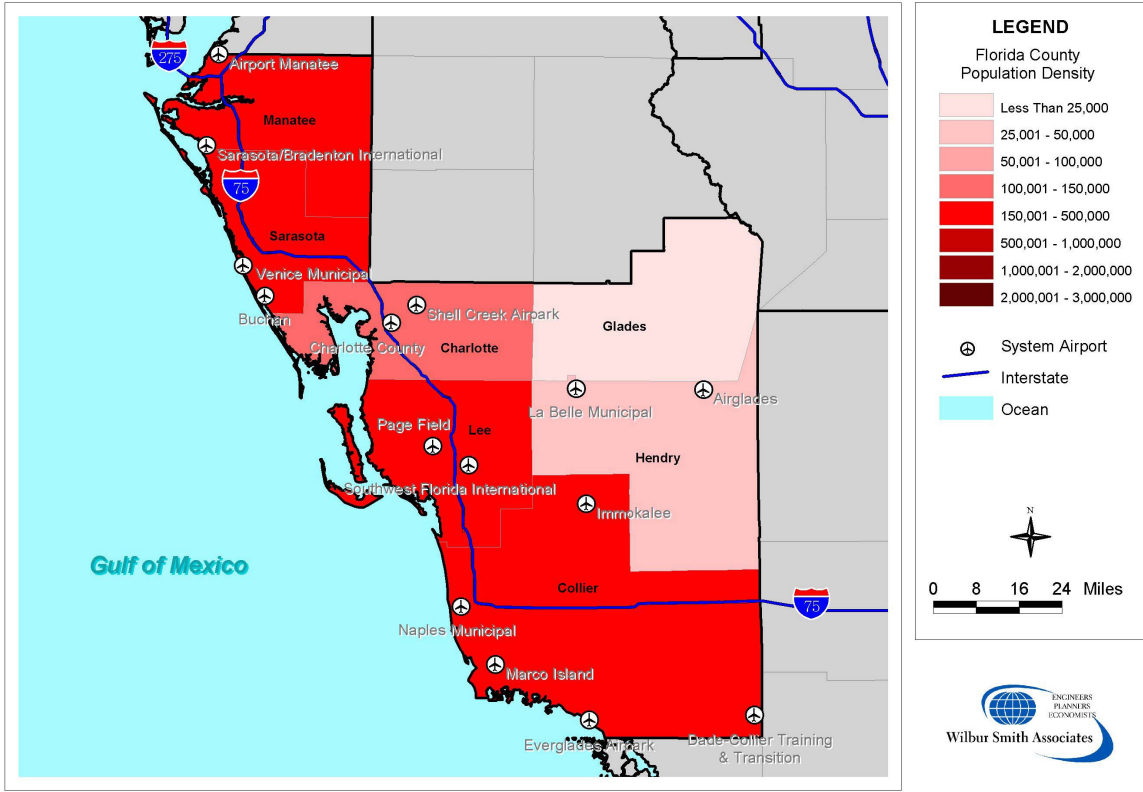 275
Airport Manatee
Manatee
Sarasota/Bradenton International
75
Sarasota
Venice Municipal
Buchan
Shell Creek Airpark
Charlotte County
Charlotte
Glades
La Belle Municipal
Airglades
Page Field
Lee
Hendry
Southwest Florida International
Immokalee
Gulf of Mexico
Collier
75
Naples Municipal
Marco Island
Everglades Airpark
Dade-Collier Training
& Transition
LEGEND
Florida County
Population Density
Less Than 25,000
25,001 - 50,000
50,001 - 100,000
100,001 - 150,000
150,001 - 500,000
500,001 - 1,000,000
1,000,001 - 2,000,000
2,000,001 - 3,000,000
System Airport
Interstate
Ocean
N
0 8 16 24 Miles
ENGINEERS
PLANNERS
ECONOMISTS
Wilbur Smith Associates